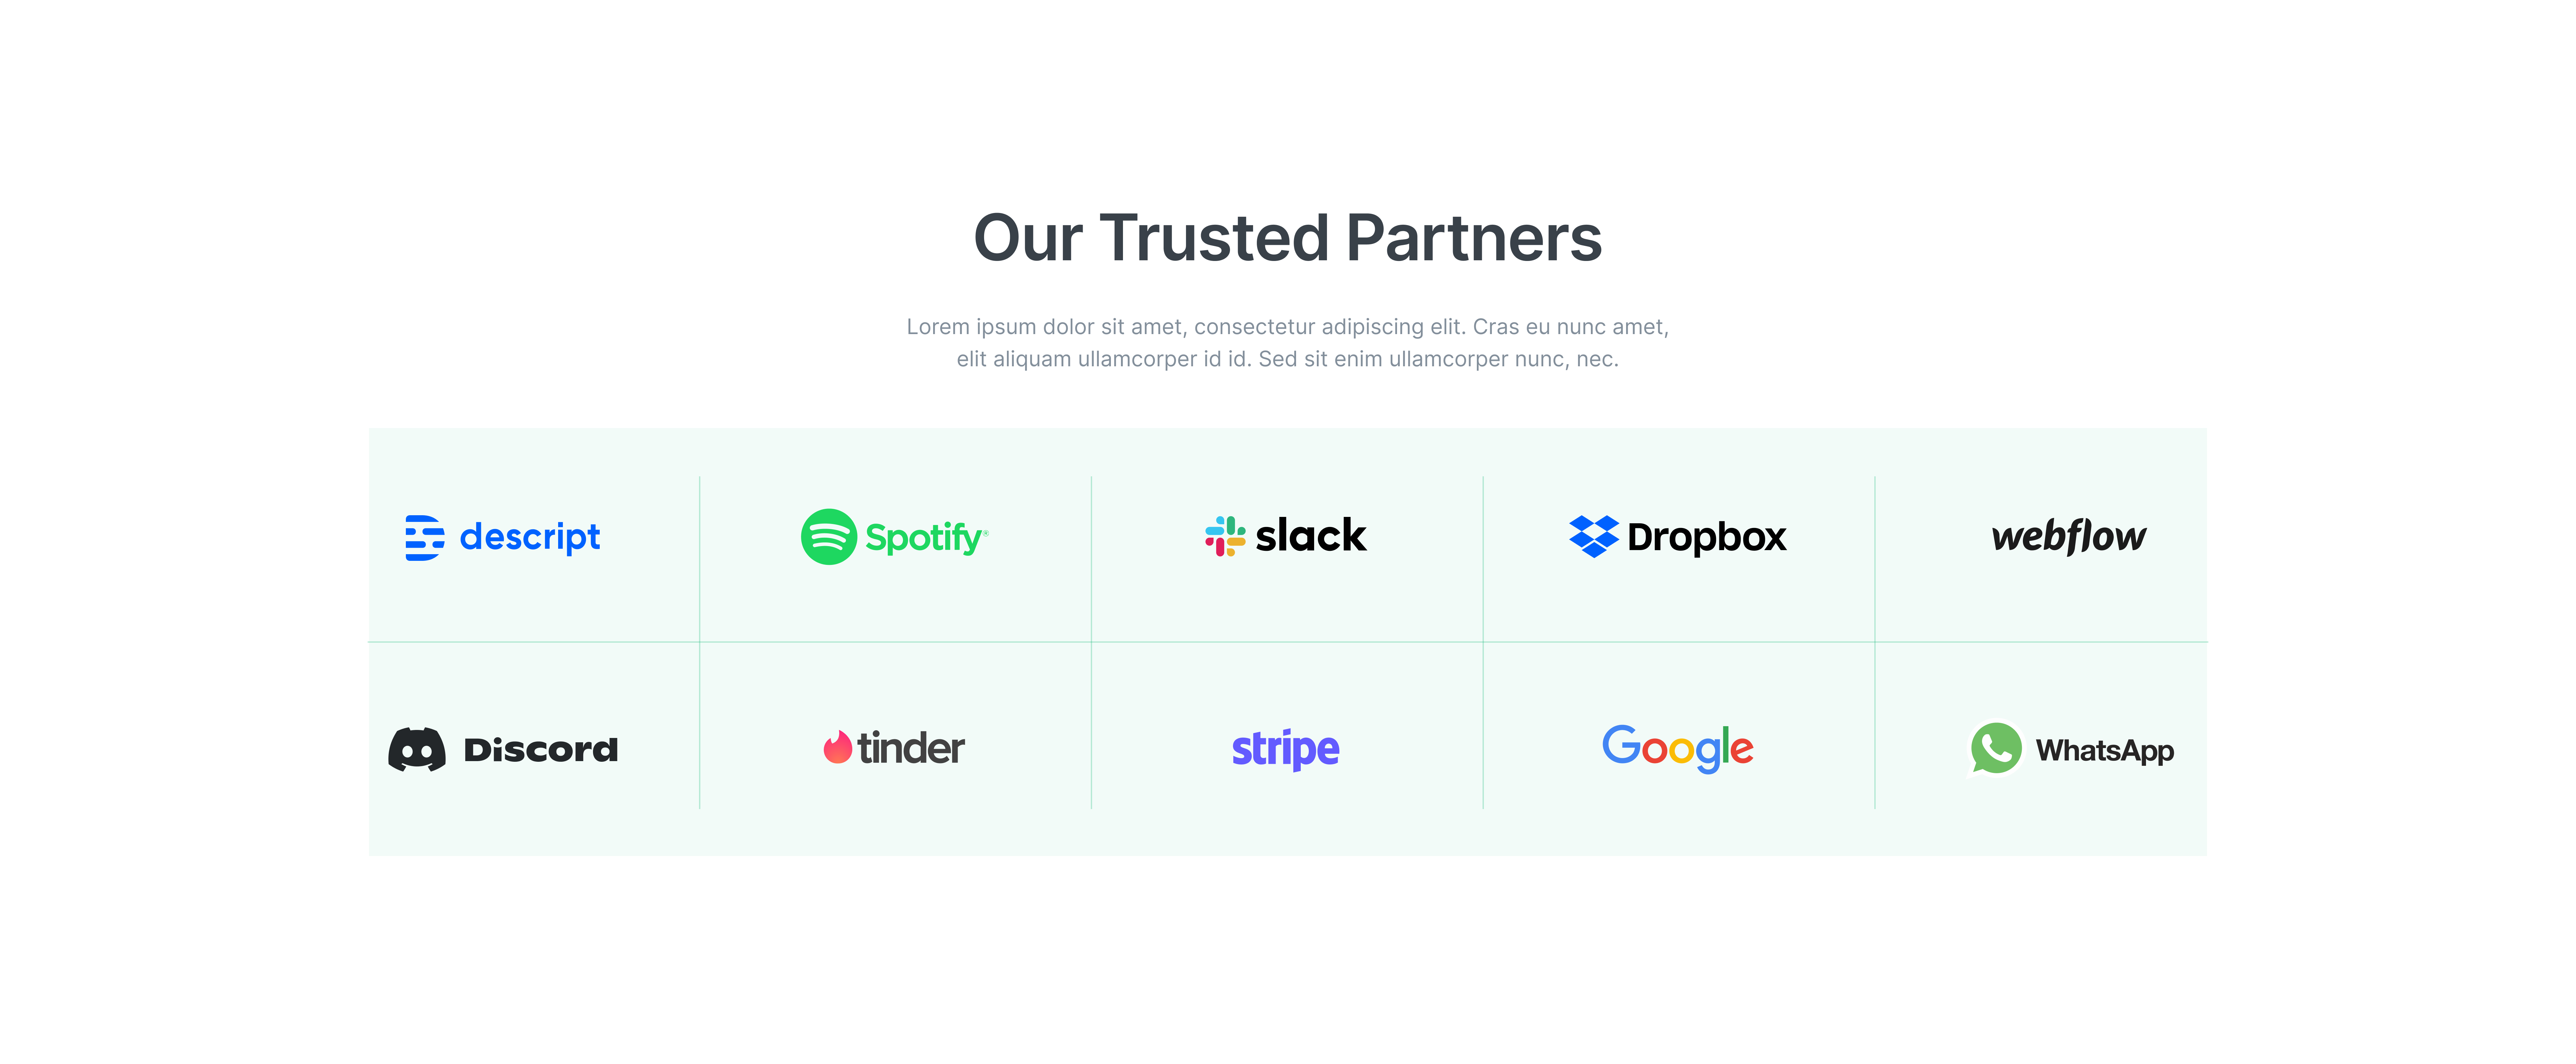 Our Trusted Partners
Lorem ipsum dolor sit amet, consectetur adipiscing elit. Cras eu nunc amet,
elit aliquam ullamcorper id id. Sed sit enim ullamcorper nunc, nec.
descript
Spotify®
slack
Dropbox
webflow
Discord
tinder
stripe
Google
WhatsApp